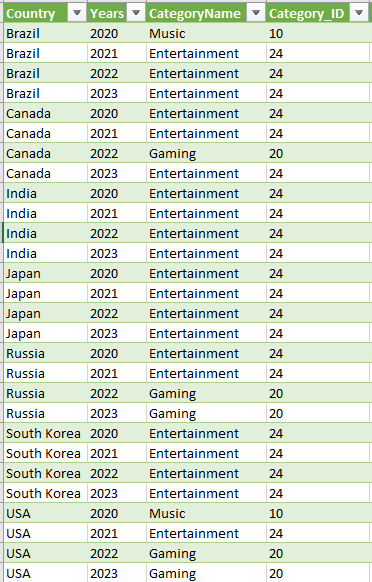 Country Years CategoryName Category_ID
Brazil 2020 Music 10
Brazil 2021 Entertainment 24
Brazil 2022 Entertainment 24
Brazil 2023 Entertainment 24
Canada 2020 Entertainment 24
Canada 2021 Entertainment 24
Canada 2022 Gaming 20
Canada 2023 Entertainment 24
India 2020 Entertainment 24
India 2021 Entertainment 24
India 2022 Entertainment 24
India 2023 Entertainment 24
Japan 2020 Entertainment 24
Japan 2021 Entertainment 24
Japan 2022 Entertainment 24
Japan 2023 Entertainment 24
Russia 2020 Entertainment 24
Russia 2021 Entertainment 24
Russia 2022 Gaming 20
Russia 2023 Gaming 20
South Korea 2020 Entertainment 24
South Korea 2021 Entertainment 24
South Korea 2022 Entertainment 24
South Korea 2023 Entertainment 24
USA 2020 Music 10
USA 2021 Entertainment 24
USA 2022 Gaming 20
USA 2023 Gaming 20